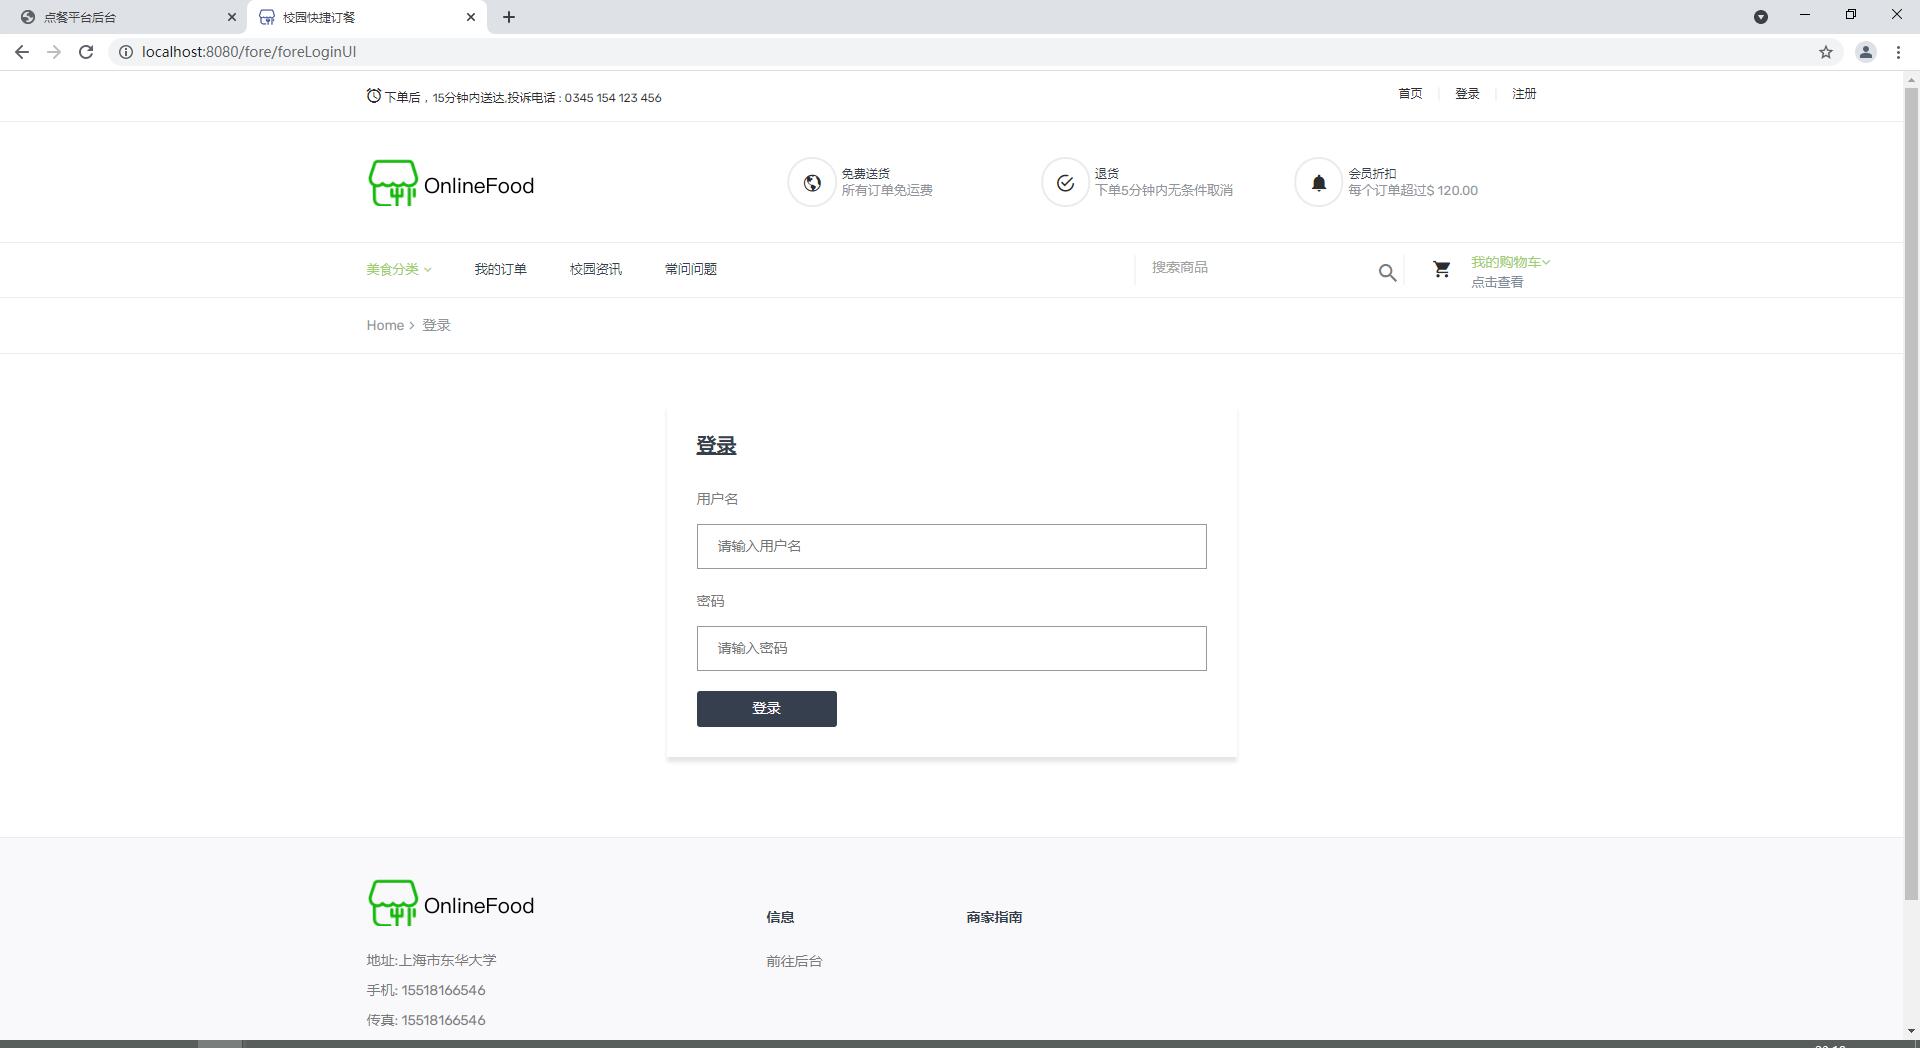 点餐平台后台
校园快捷订餐
localhost:8080/fore/foreLoginUI
下单后，15分钟内送达,投诉电话 : 0345 154 123 456
首页
登录
注册
OnlineFood
免费送货
所有订单免运费
退货
下单5分钟内无条件取消
会员折扣
每个订单超过$ 120.00
美食分类
我的订单
校园资讯
常问问题
搜索商品
我的购物车
点击查看
Home > 登录
登录
用户名
请输入用户名
密码
请输入密码
登录
OnlineFood
信息
商家指南
地址:上海市东华大学
前往后台
手机: 15518166546
传真: 15518166546